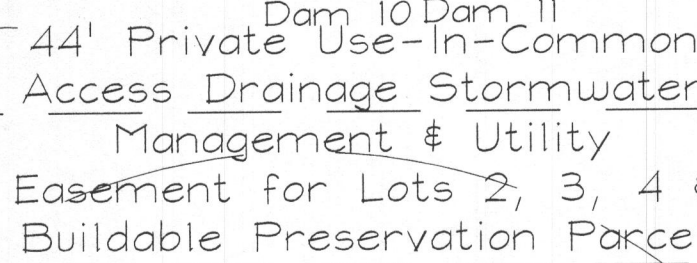 Dam 10 Dam 11
44' Private Use-In-Common
Access Drainage Stormwater
Management & Utility
Easement for Lots 2, 3, 4
Buildable Preservation Parce